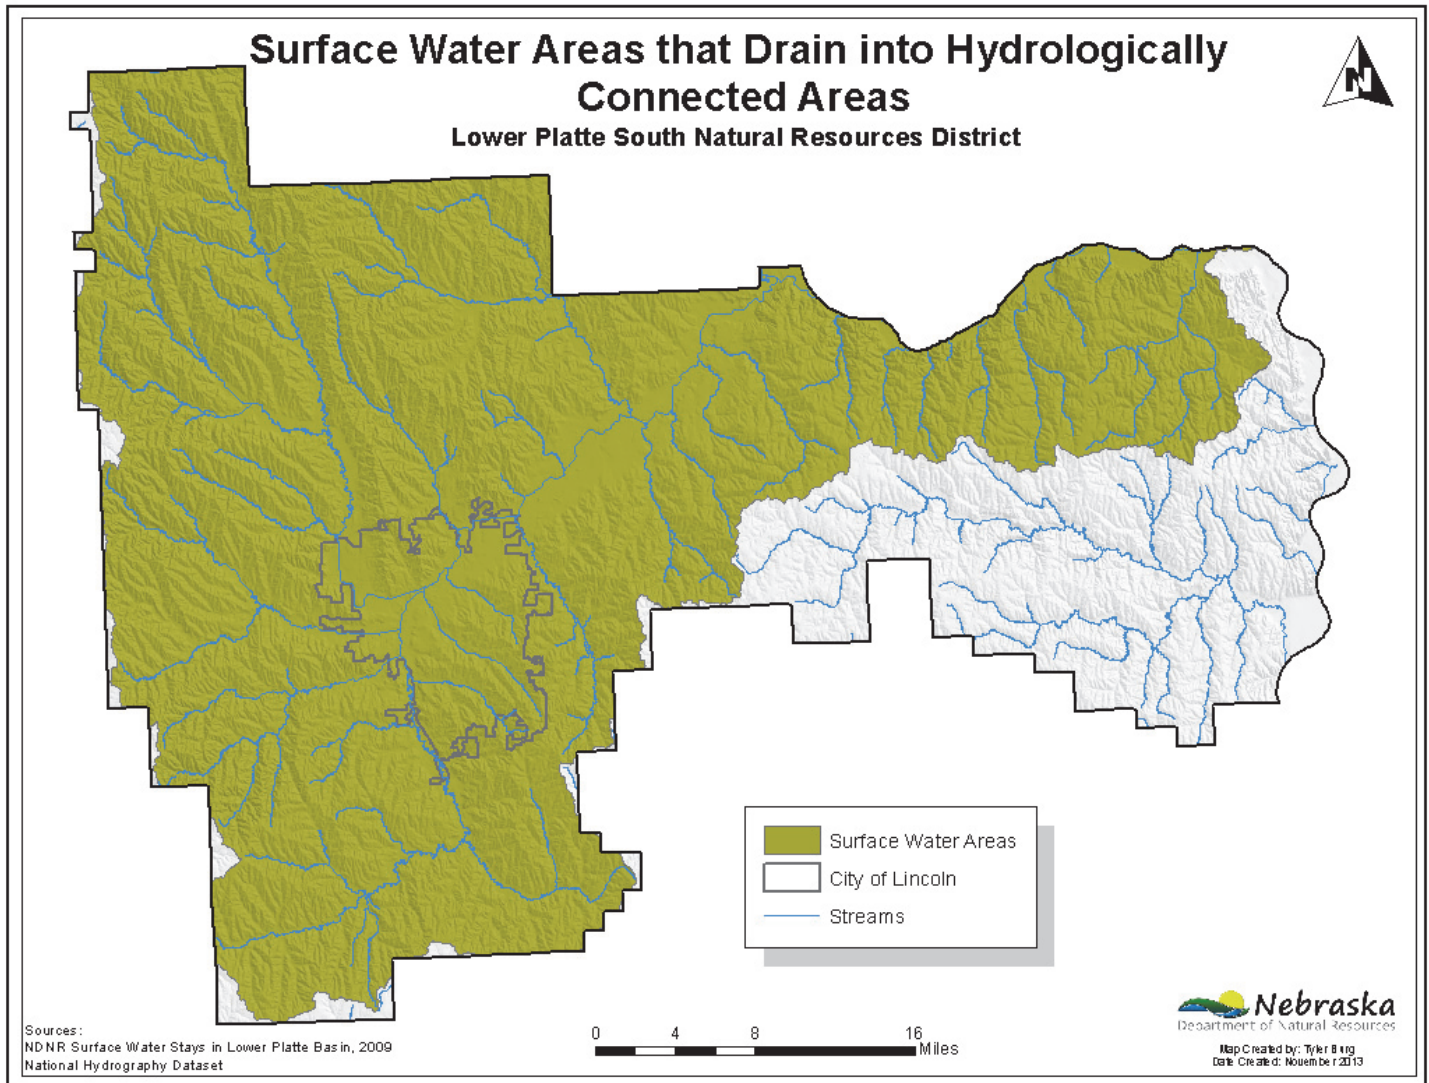 Surface Water Areas that Drain into Hydrologically
Connected Areas
Lower Platte South Natural Resources District
N
Surface Water Areas
City of Lincoln
Streams
Sources:
NDNR Surface Water Stays in Lower Platte Basin, 2009
National Hydrography Dataset
0 4 8 16
Miles
Nebraska
Department of Natural Resources
Map Created by: Tyler Burg
Date Created: November 2013